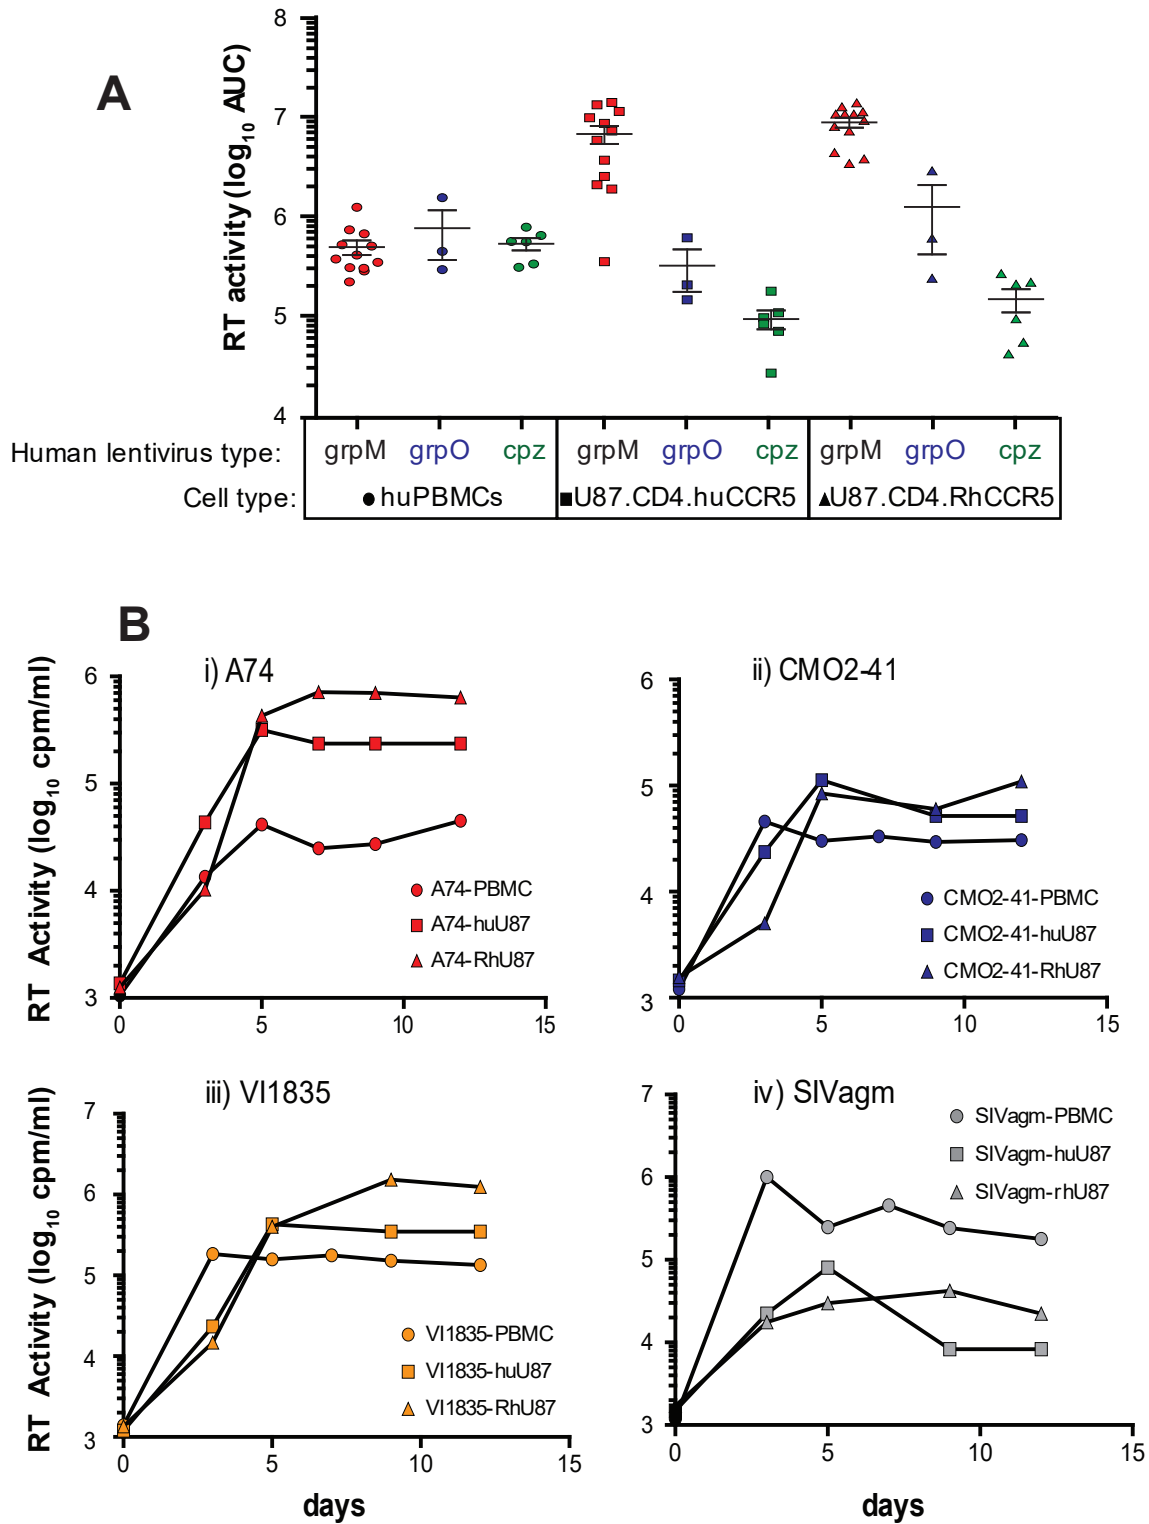 A
RT activity (log10 AUC)
8
7
6
5
4
Human lentivirus type:
grpM grpO cpz grpM grpO cpz grpM grpO cpz
Cell type:
huPBMCs U87.CD4.huCCR5 U87.CD4.RhCCR5
B
i) A74
RT Activity (log10 cpm/ml)
6
5
4
3
0 5 10 15
A74-PBMC
A74-huU87
A74-RhU87
ii) CMO2-41
6
5
4
3
0 5 10 15
CMO2-41-PBMC
CMO2-41-huU87
CMO2-41-RhU87
iii) VI1835
RT Activity (log10 cpm/ml)
7
6
5
4
3
0 5 10 15
VI1835-PBMC
VI1835-huU87
VI1835-RhU87
days
iv) SIVagm
7
6
5
4
3
0 5 10 15
SIVagm-PBMC
SIVagm-huU87
SIVagm-rhU87
days